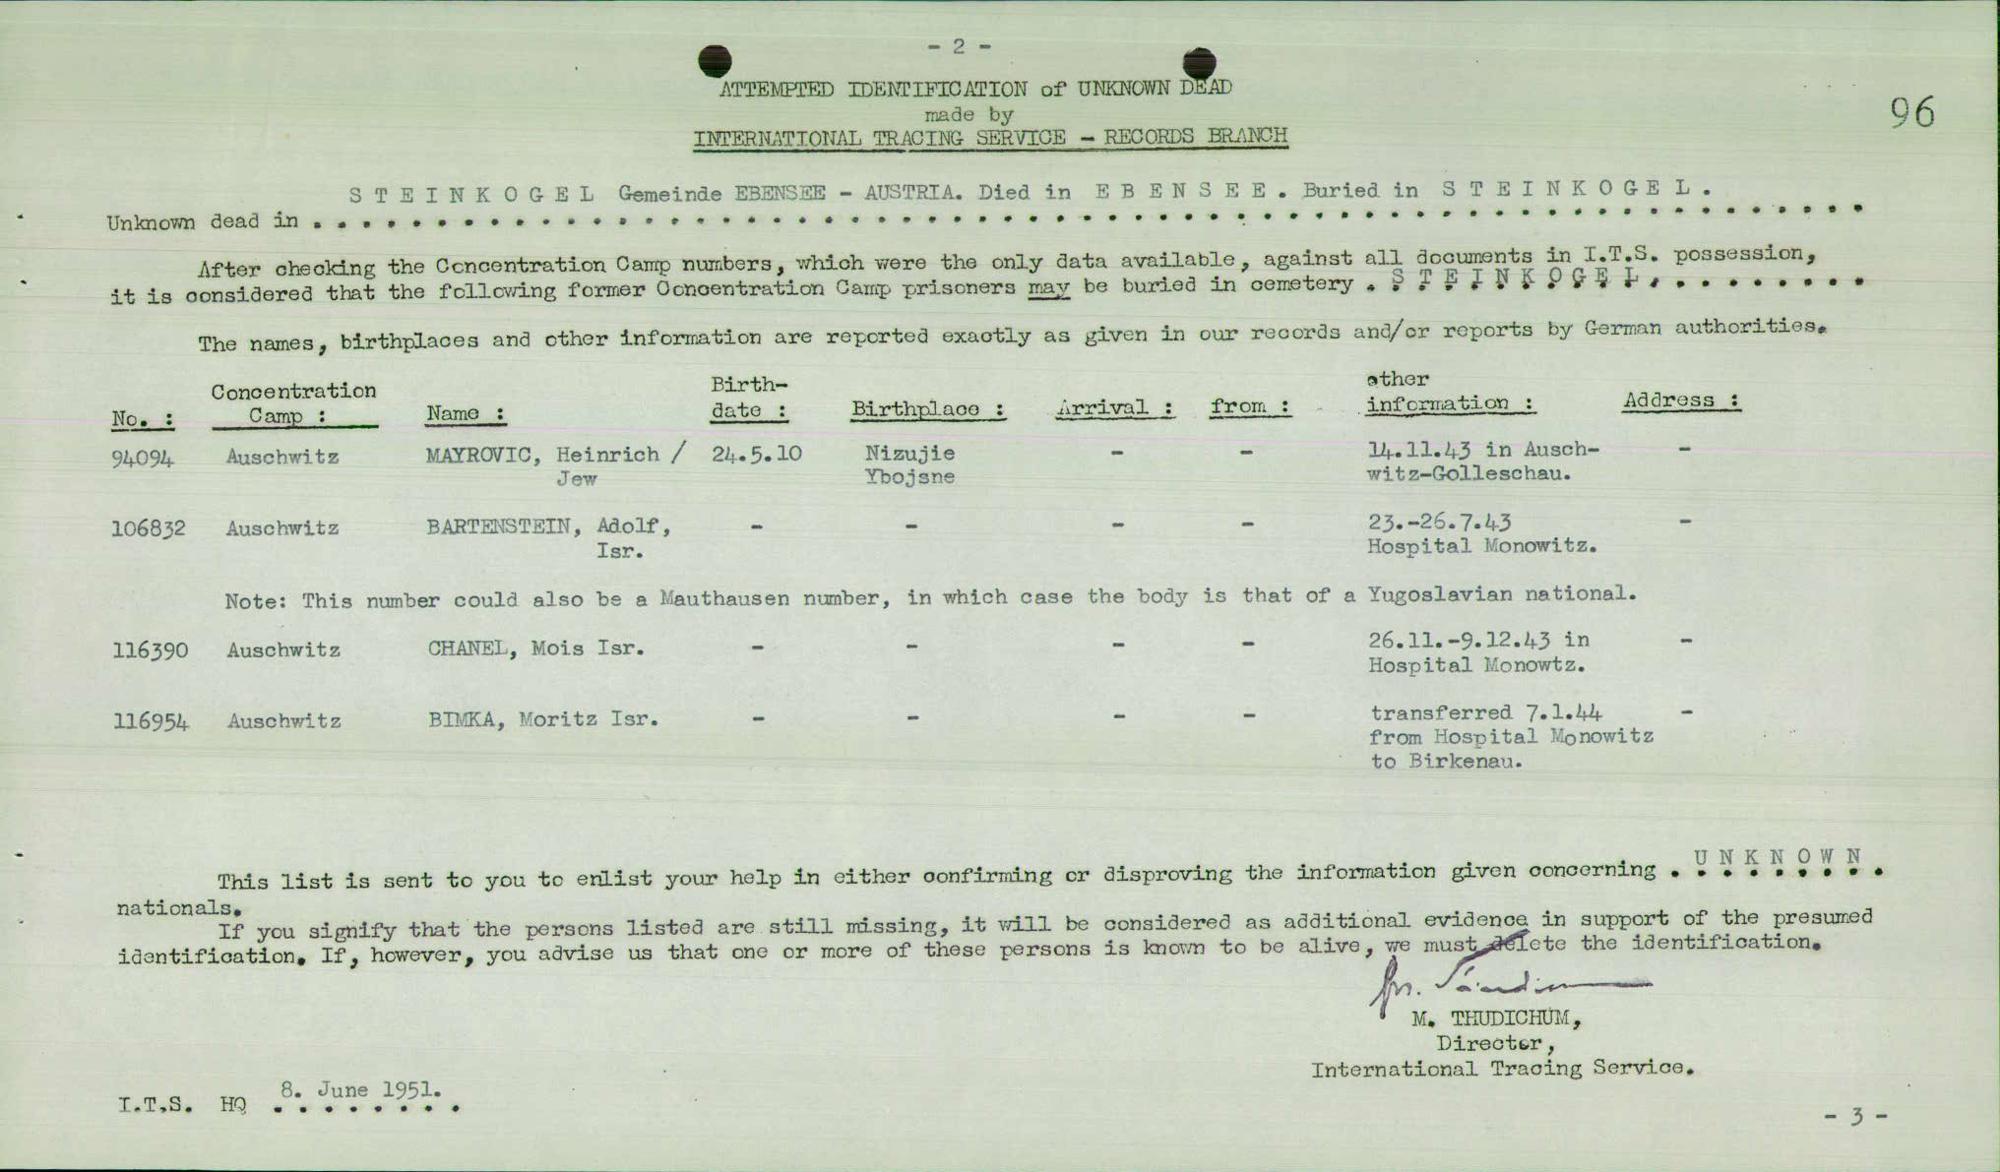 - 2 -
96
ATTEMPTED IDENTIFICATION of UNKNOWN DEAD
made by
INTERNATIONAL TRACING SERVICE - RECORDS BRANCH
S T E I N K O G E L Gemeinde EBENSEE - AUSTRIA. Died in E B E N S E E . Buried in S T E I N K O G E L .
Unknown dead in
After checking the Concentration Camp numbers, which were the only data available, against all documents in I.T.S. possession,
it is considered that the following former Concentration Camp prisoners may be buried in cemetery . S T E I N K O G E L .
The names, birthplaces and other information are reported exactly as given in our records and/or reports by German authorities.
No. : Concentration Camp : Name : Birth-date : Birthplace : Arrival : from : other information : Address :
94094 Auschwitz MAYROVIC, Heinrich / 24.5.10 Nizujie - - 14.11.43 in Ausch- -
Jew Ybojsne witz-Golleschau.
106832 Auschwitz BARTENSTEIN, Adolf, - - - - 23.-26.7.43 -
Isr. Hospital Monowitz.
Note: This number could also be a Mauthausen number, in which case the body is that of a Yugoslavian national.
116390 Auschwitz CHANEL, Mois Isr. - - - - 26.11.-9.12.43 in -
Hospital Monowtz.
116954 Auschwitz BIMKA, Moritz Isr. - - - - transferred 7.1.44 -
from Hospital Monowitz
to Birkenau.
This list is sent to you to enlist your help in either confirming or disproving the information given concerning . U N K N O W N .
nationals.
If you signify that the persons listed are still missing, it will be considered as additional evidence in support of the presumed
identification. If, however, you advise us that one or more of these persons is known to be alive, we must delete the identification.
M. THUDICHUM,
Director,
International Tracing Service.
I.T.S. HQ 8. June 1951.
- 3 -